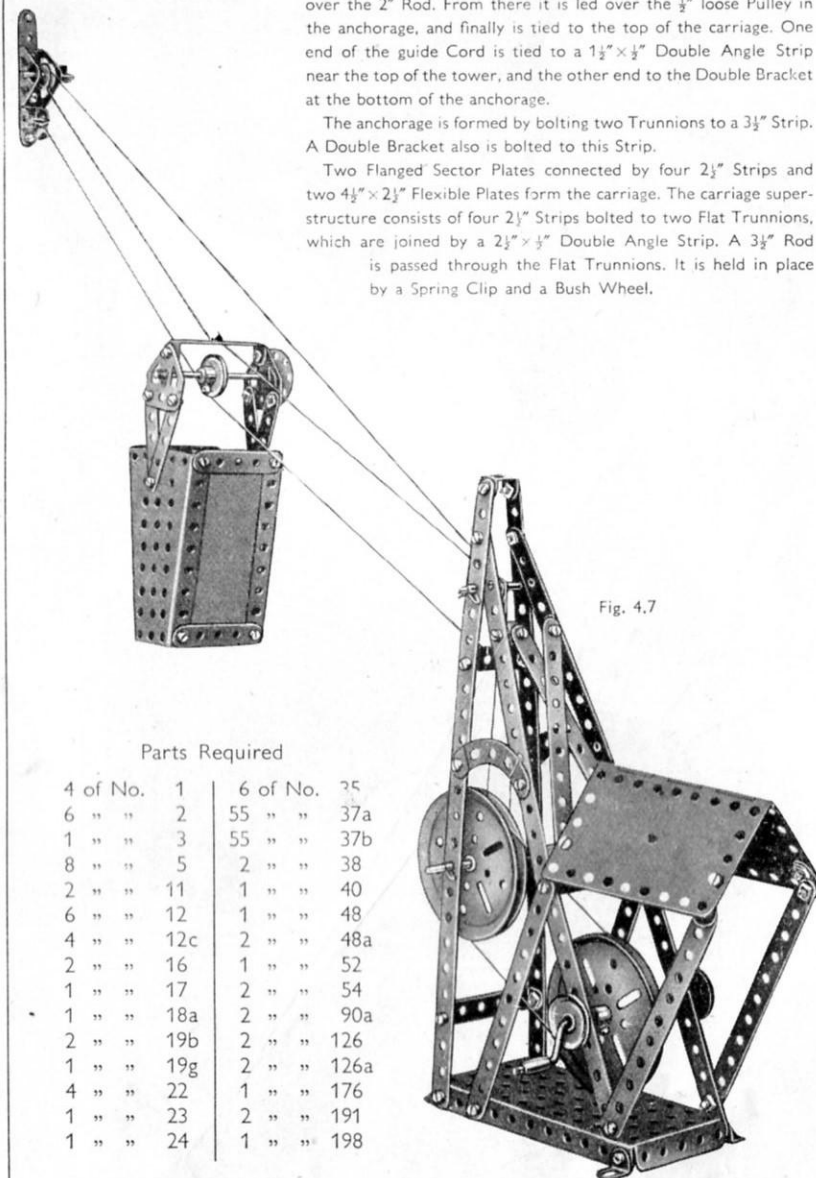 over the 2″ Rod. From there it is led over the ½″ loose Pulley in
the anchorage, and finally is tied to the top of the carriage. One
end of the guide Cord is tied to a 1½″ × ½″ Double Angle Strip
near the top of the tower, and the other end to the Double Bracket
at the bottom of the anchorage.
The anchorage is formed by bolting two Trunnions to a 3½″ Strip.
A Double Bracket also is bolted to this Strip.
Two Flanged Sector Plates connected by four 2½″ Strips and
two 4½″ × 2½″ Flexible Plates form the carriage. The carriage super-
structure consists of four 2½″ Strips bolted to two Flat Trunnions,
which are joined by a 2½″ × ½″ Double Angle Strip. A 3½″ Rod
is passed through the Flat Trunnions. It is held in place
by a Spring Clip and a Bush Wheel.
Fig. 4.7
Parts Required
4 of No. 1 6 of No. 35
6 „ „ 2 55 „ „ 37a
1 „ „ 3 55 „ „ 37b
8 „ „ 5 2 „ „ 38
2 „ „ 11 1 „ „ 40
6 „ „ 12 1 „ „ 48
4 „ „ 12c 2 „ „ 48a
2 „ „ 16 1 „ „ 52
1 „ „ 17 2 „ „ 54
1 „ „ 18a 2 „ „ 90a
2 „ „ 19b 2 „ „ 126
1 „ „ 19g 2 „ „ 126a
4 „ „ 22 1 „ „ 176
1 „ „ 23 2 „ „ 191
1 „ „ 24 1 „ „ 198